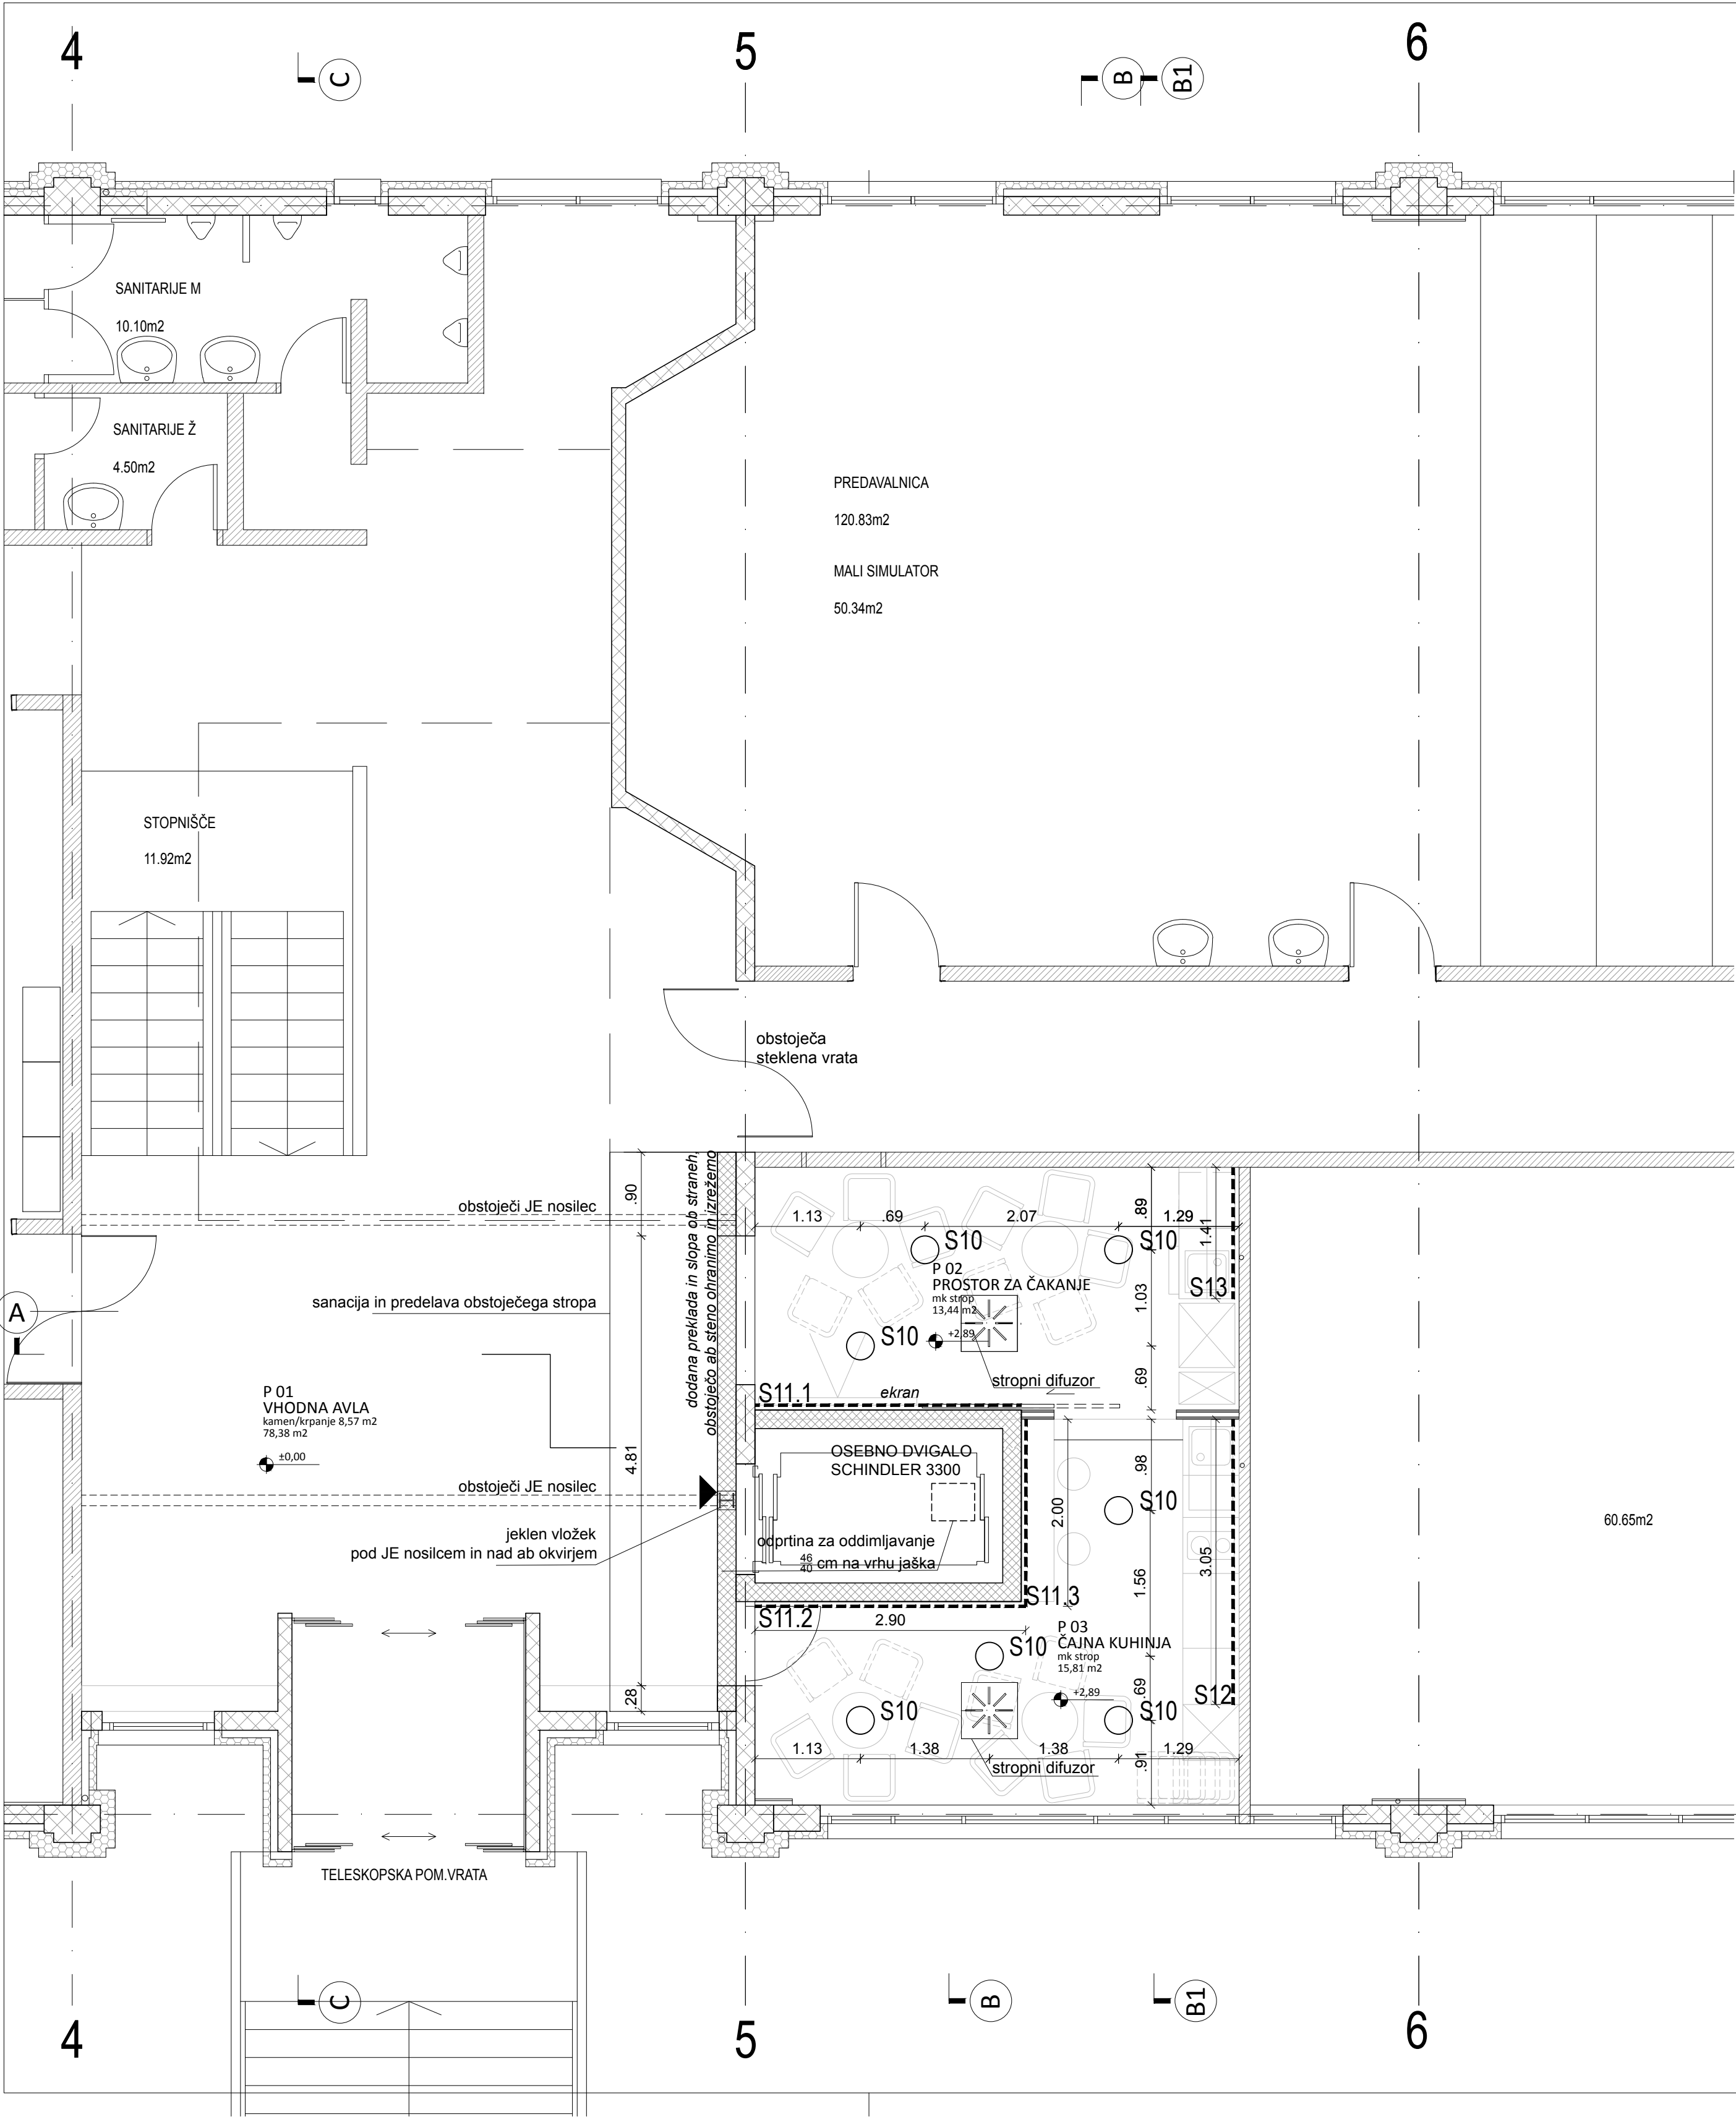 4
5
6
C
B
B1
SANITARIJE M
10.10m2
SANITARIJE Ž
4.50m2
PREDAVALNICA
120.83m2
MALI SIMULATOR
50.34m2
STOPNIŠČE
11.92m2
obstoječa
steklena vrata
dodana preklada in slopa ob straneh,
obstoječo ab steno ohranimo in izrežemo
.90
obstoječi JE nosilec
1.13
.69
2.07
1.29
.89
1.41
S10
S10
P 02
PROSTOR ZA ČAKANJE
mk strop
13,44 m2
S13
1.03
A
sanacija in predelava obstoječega stropa
S10
+2,89
.69
stropni difuzor
P 01
VHODNA AVLA
kamen/krpanje 8,57 m2
78,38 m2
±0,00
S11.1
ekran
4.81
OSEBNO DVIGALO
SCHINDLER 3300
.98
obstoječi JE nosilec
2.00
S10
60.65m2
jeklen vložek
pod JE nosilcem in nad ab okvirjem
odprtina za oddimljavanje
46
40 cm na vrhu jaška
1.56
3.05
S11.3
S11.2
2.90
P 03
ČAJNA KUHINJA
mk strop
15,81 m2
S10
.28
+2,89
.69
S12
S10
S10
1.13
1.38
1.38
1.29
.91
stropni difuzor
TELESKOPSKA POM.VRATA
C
B
B1
4
5
6